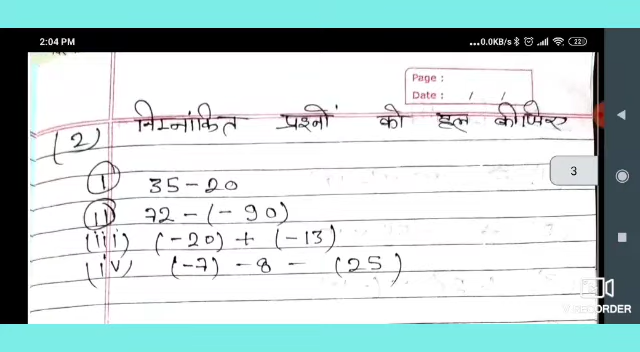 2:04 PM ...0.0KB/s 22
Page :
Date : / /
(2) निम्नांकित प्रश्नों को हल कीजिए
3
i 35-20
ii 72-(-90)
(iii) (-20) + (-13)
(iv) (-7) - 8 - (25)
V.RECORDER